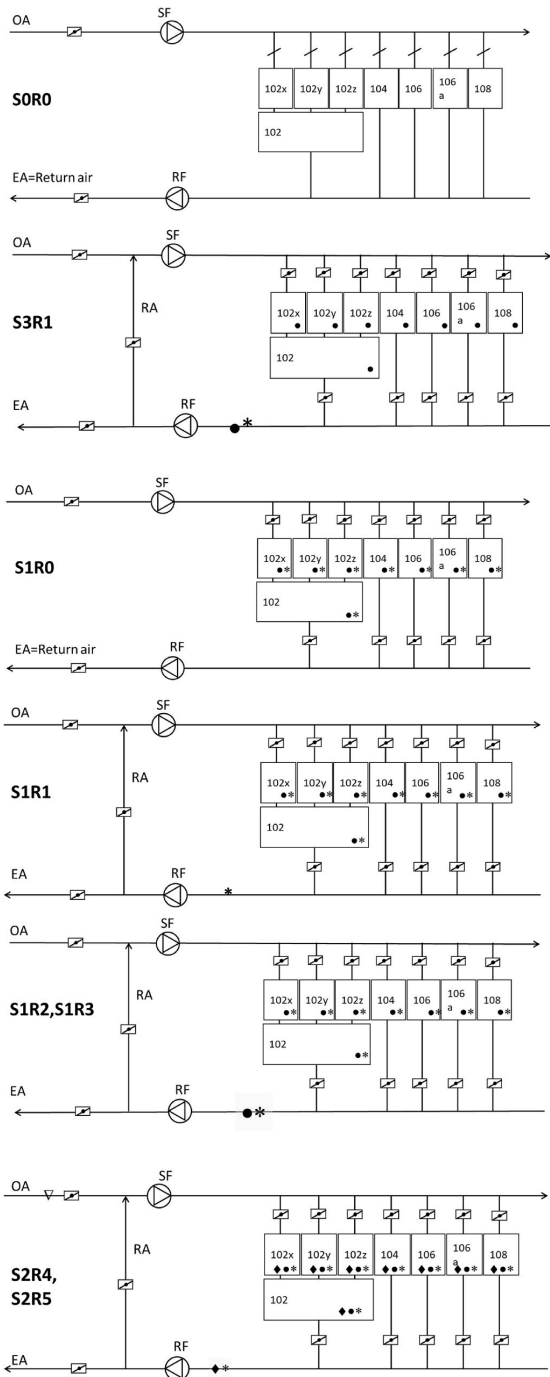 OA
SF
S0R0
102x 102y 102z 104 106 106 a 108
102
EA=Return air
RF
OA
SF
RA
S3R1
102x 102y 102z 104 106 106 a 108
102
EA
RF
*
OA
SF
S1R0
102x 102y 102z 104 106 106 a 108
●* ●* ●* ●* ●* ●* ●*
102
●*
EA=Return air
RF
OA
SF
RA
S1R1
102x 102y 102z 104 106 106 a 108
●* ●* ●* ●* ●* ●* ●*
102
●*
EA
RF
*
OA
SF
RA
S1R2,S1R3
102x 102y 102z 104 106 106 a 108
●* ●* ●* ●* ●* ●* ●*
102
●*
EA
RF
●*
OA
SF
RA
S2R4,
S2R5
102x 102y 102z 104 106 106 a 108
♦●* ♦●* ♦●* ♦●* ♦●* ♦●* ♦●*
102
♦●*
EA
RF
♦*